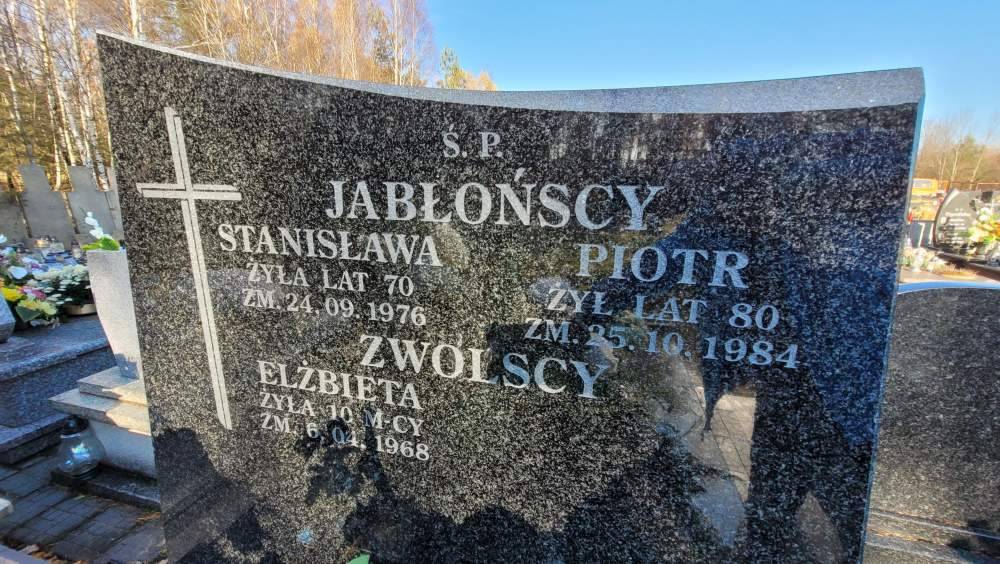 Ś. P.
JABŁOŃSCY
STANISŁAWA
ŻYŁA LAT 70
ZM. 24. 09. 1976
PIOTR
ŻYŁ LAT 80
ZM. 25. 10. 1984
ZWOLSCY
ELŻBIETA
ŻYŁA 10 M-CY
ZM. 6. 04. 1968